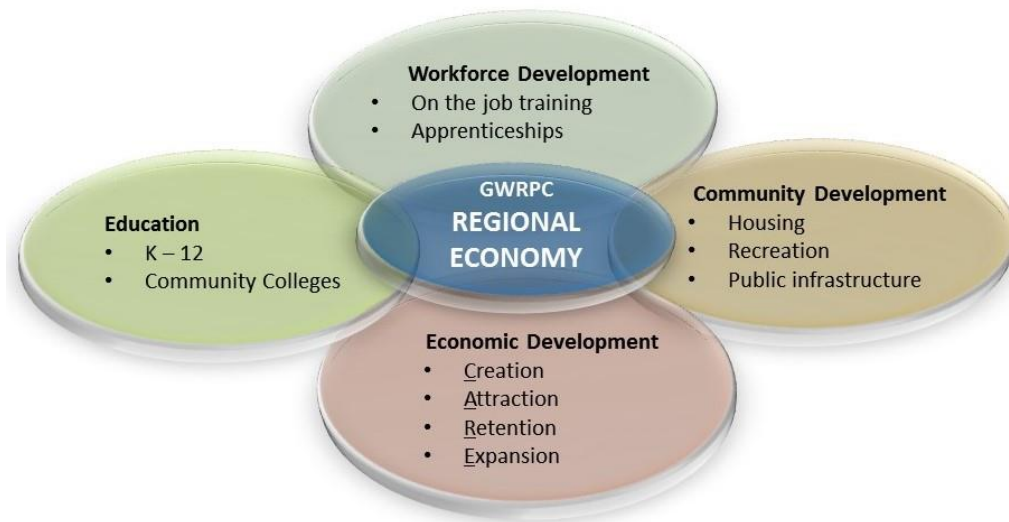 Workforce Development
• On the job training
• Apprenticeships
GWRPC
REGIONAL
ECONOMY
Education
• K – 12
• Community Colleges
Community Development
• Housing
• Recreation
• Public infrastructure
Economic Development
• Creation
• Attraction
• Retention
• Expansion